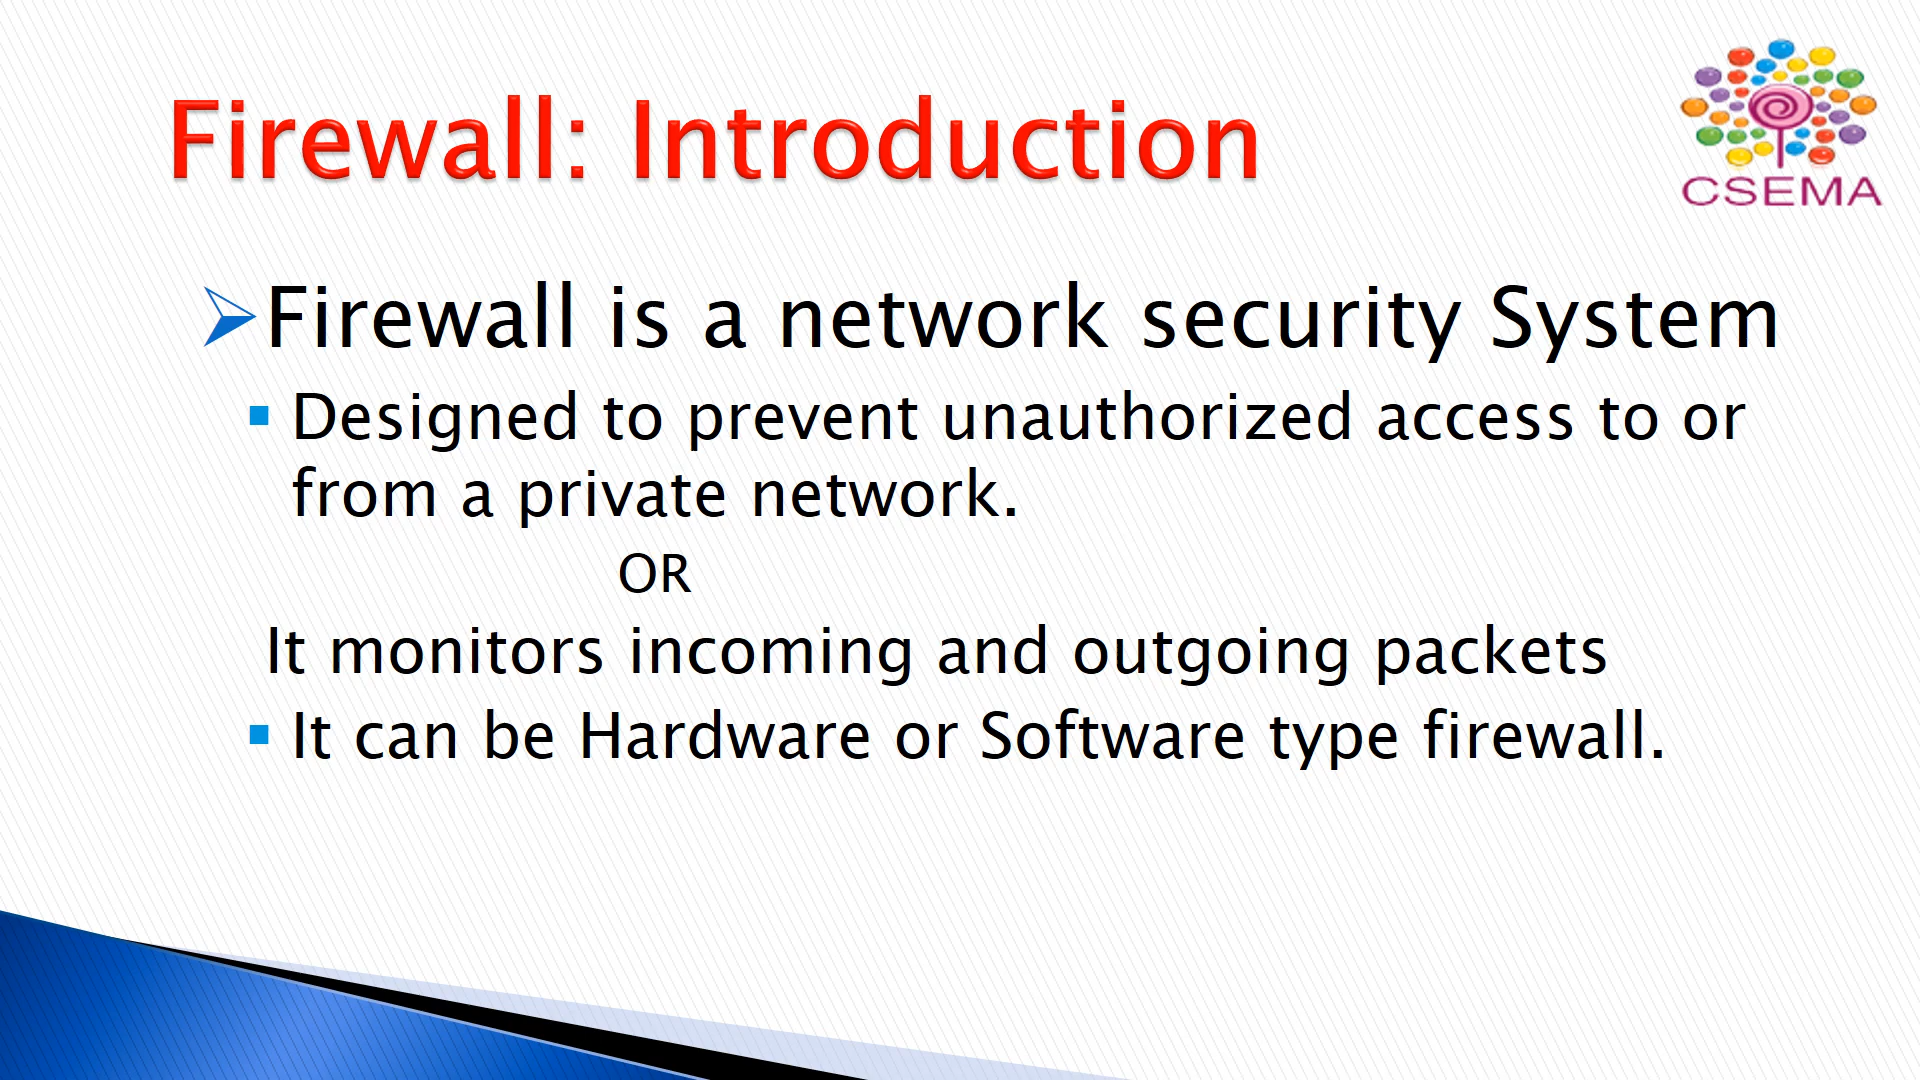 Firewall: Introduction
CSEMA
Firewall is a network security System
Designed to prevent unauthorized access to or
from a private network.
OR
It monitors incoming and outgoing packets
It can be Hardware or Software type firewall.